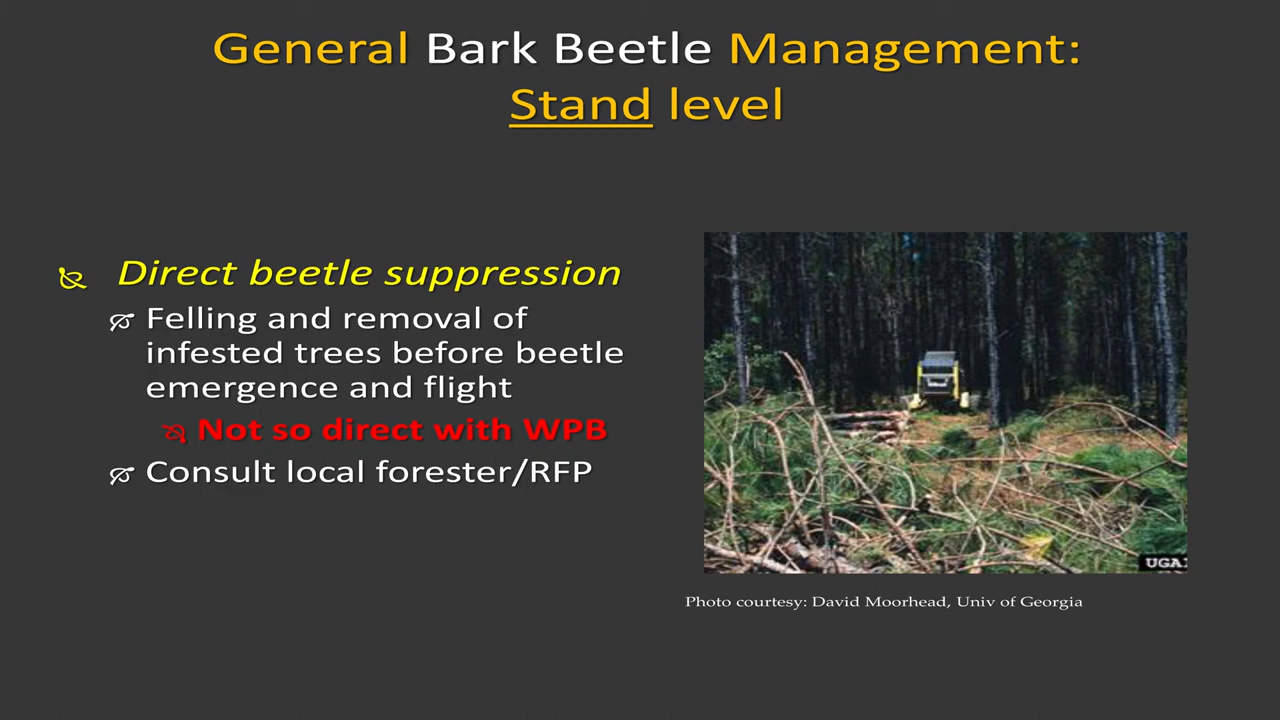 General Bark Beetle Management:
Stand level
Direct beetle suppression
Felling and removal of
infested trees before beetle
emergence and flight
Not so direct with WPB
Consult local forester/RFP
UGA1
Photo courtesy: David Moorhead, Univ of Georgia